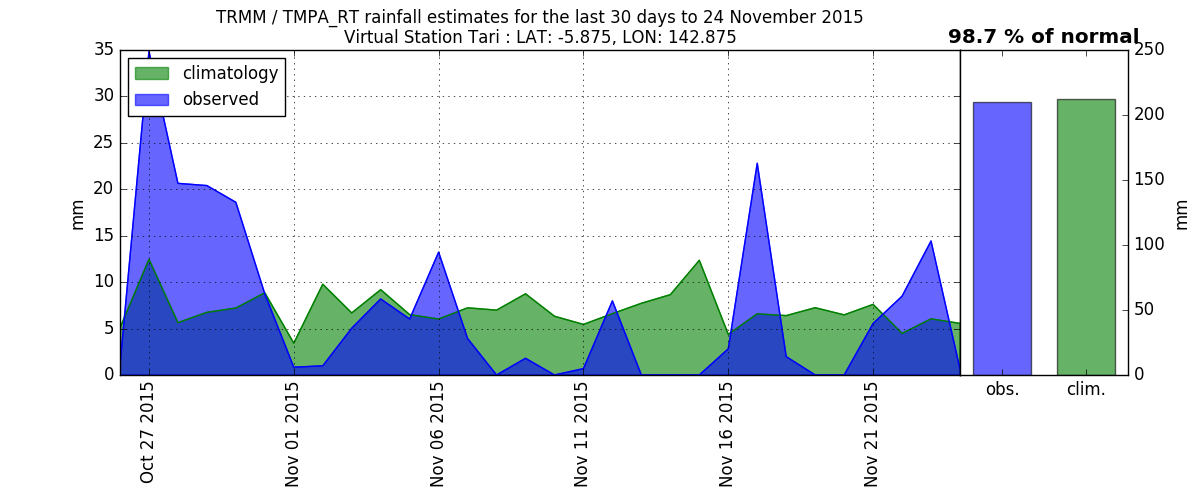 TRMM / TMPA_RT rainfall estimates for the last 30 days to 24 November 2015
Virtual Station Tari : LAT: -5.875, LON: 142.875
98.7 % of normal
climatology
observed
35
30
25
20
15
10
5
0
mm
Oct 27 2015
Nov 01 2015
Nov 06 2015
Nov 11 2015
Nov 16 2015
Nov 21 2015
250
200
150
100
50
0
mm
obs.
clim.